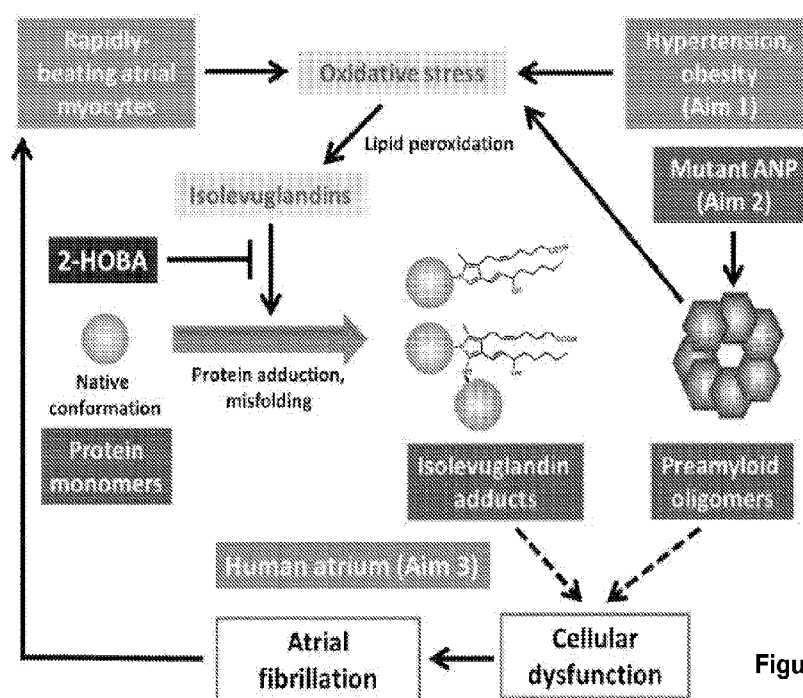 Rapidly-
beating atrial
myocytes
Oxidative stress
Hypertension,
obesity
(Aim 1)
Lipid peroxidation
Isolevuglandins
Mutant ANP
(Aim 2)
2-HOBA
Native
conformation
Protein adduction,
misfolding
Protein
monomers
Isolevuglandin
adducts
Preamyloid
oligomers
Human atrium (Aim 3)
Atrial
fibrillation
Cellular
dysfunction
Figu